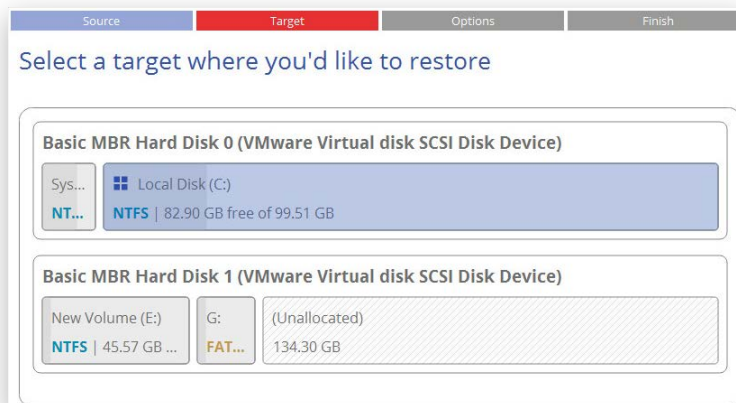 Source
Target
Options
Finish
Select a target where you'd like to restore
Basic MBR Hard Disk 0 (VMware Virtual disk SCSI Disk Device)
Sys...
NT...
Local Disk (C:)
NTFS | 82.90 GB free of 99.51 GB
Basic MBR Hard Disk 1 (VMware Virtual disk SCSI Disk Device)
New Volume (E:)
NTFS | 45.57 GB ...
G:
FAT...
(Unallocated)
134.30 GB